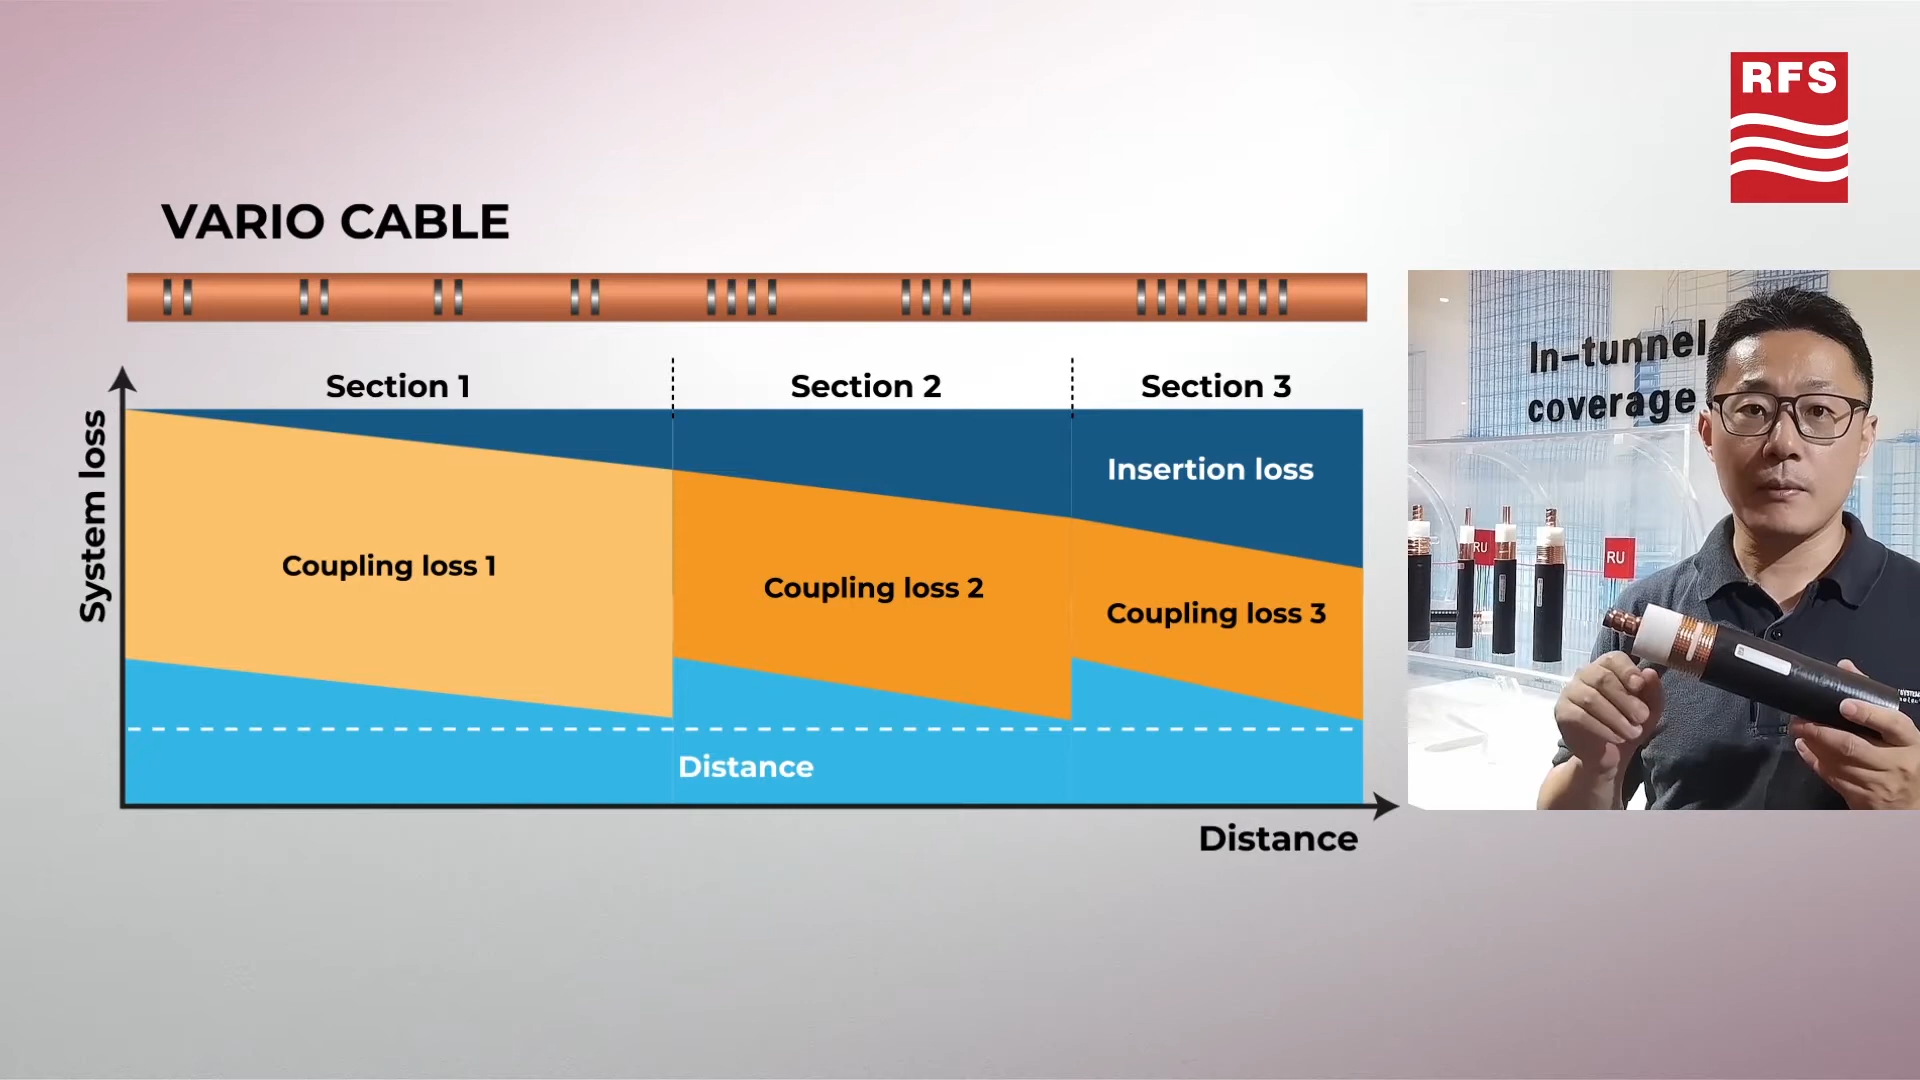 RFS
VARIO CABLE
Section 1
Section 2
Section 3
System loss
Insertion loss
Coupling loss 1
Coupling loss 2
Coupling loss 3
Distance
Distance
In-tunnel
coverage
RU
RU